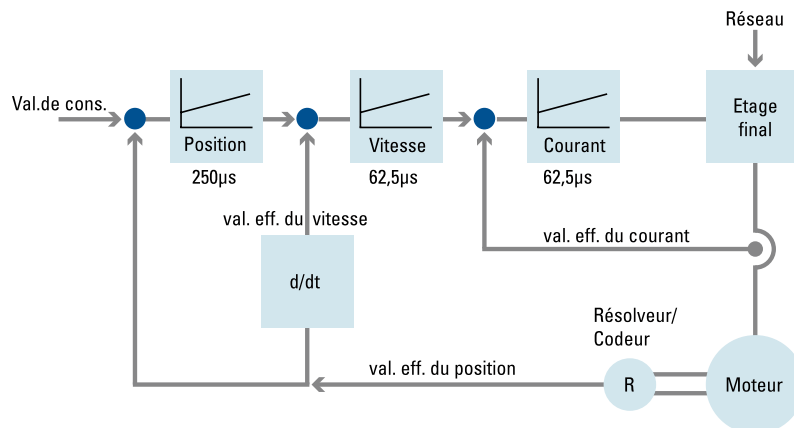 Réseau
Val.de cons.
Position
Vitesse
Courant
Etage
final
250µs
62,5µs
62,5µs
val. eff. du vitesse
val. eff. du courant
d/dt
Résolveur/
Codeur
val. eff. du position
R
Moteur